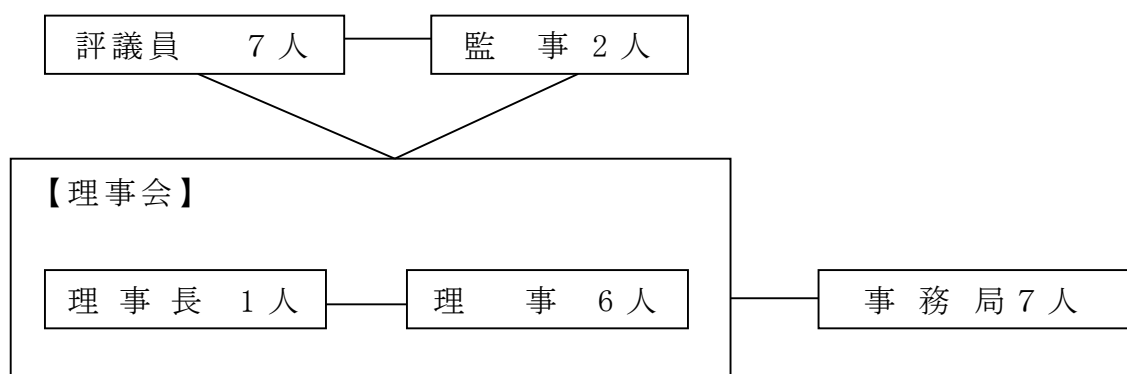 評議員　７人
監　事 2人
【理事会】
理 事 長 1人
理　事 6人
事 務 局７人